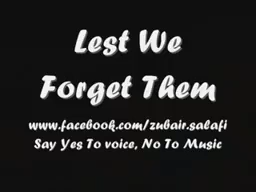 Lest We
Forget Them
www.facebook.com/zubair.salafi
Say Yes To voice, No To Music